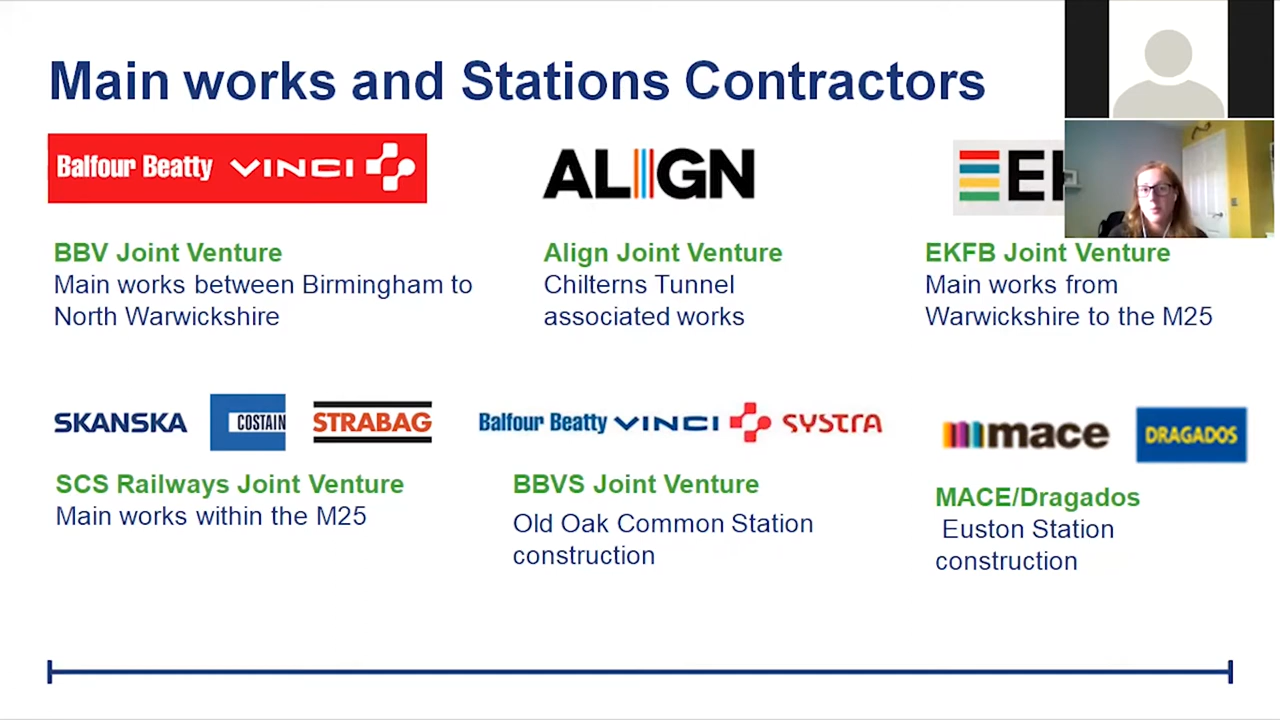 Main works and Stations Contractors
Balfour Beatty VINCI
ALIGN
BBV Joint Venture
Main works between Birmingham to
North Warwickshire
Align Joint Venture
Chilterns Tunnel
associated works
EKFB Joint Venture
Main works from
Warwickshire to the M25
SKANSKA
COSTAIN
STRABAG
Balfour Beatty VINCI SYSTRA
mace
DRAGADOS
SCS Railways Joint Venture
Main works within the M25
BBVS Joint Venture
Old Oak Common Station
construction
MACE/Dragados
Euston Station
construction